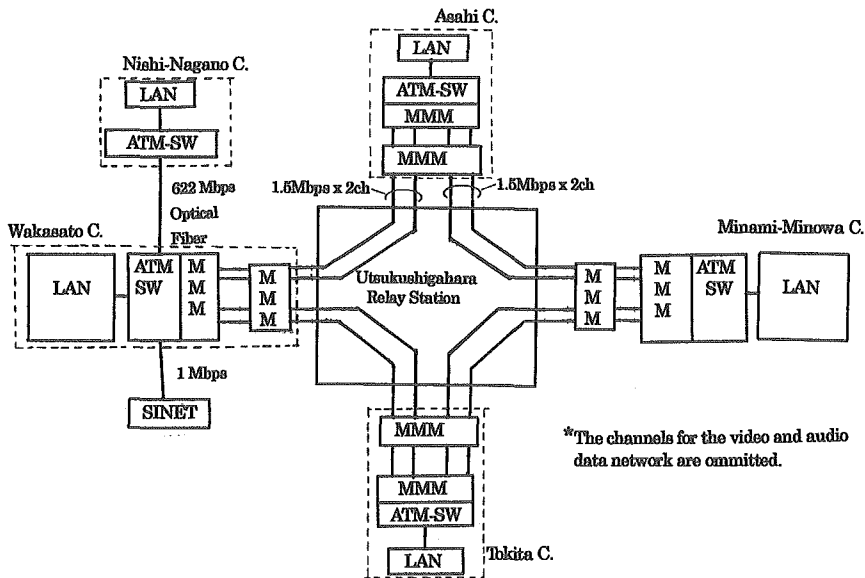 Asahi C.
LAN
ATM-SW
MMM
MMM
1.5Mbps x 2ch
1.5Mbps x 2ch
Nishi-Nagano C.
LAN
ATM-SW
622 Mbps
Optical
Fiber
Wakasato C.
LAN
ATM
SW
M
M
M
M
M
M
1 Mbps
SINET
Utsukushigahara
Relay Station
Minami-Minowa C.
M
M
M
M
M
M
ATM
SW
LAN
MMM
MMM
ATM-SW
LAN
Tokita C.
*The channels for the video and audio
data network are ommitted.